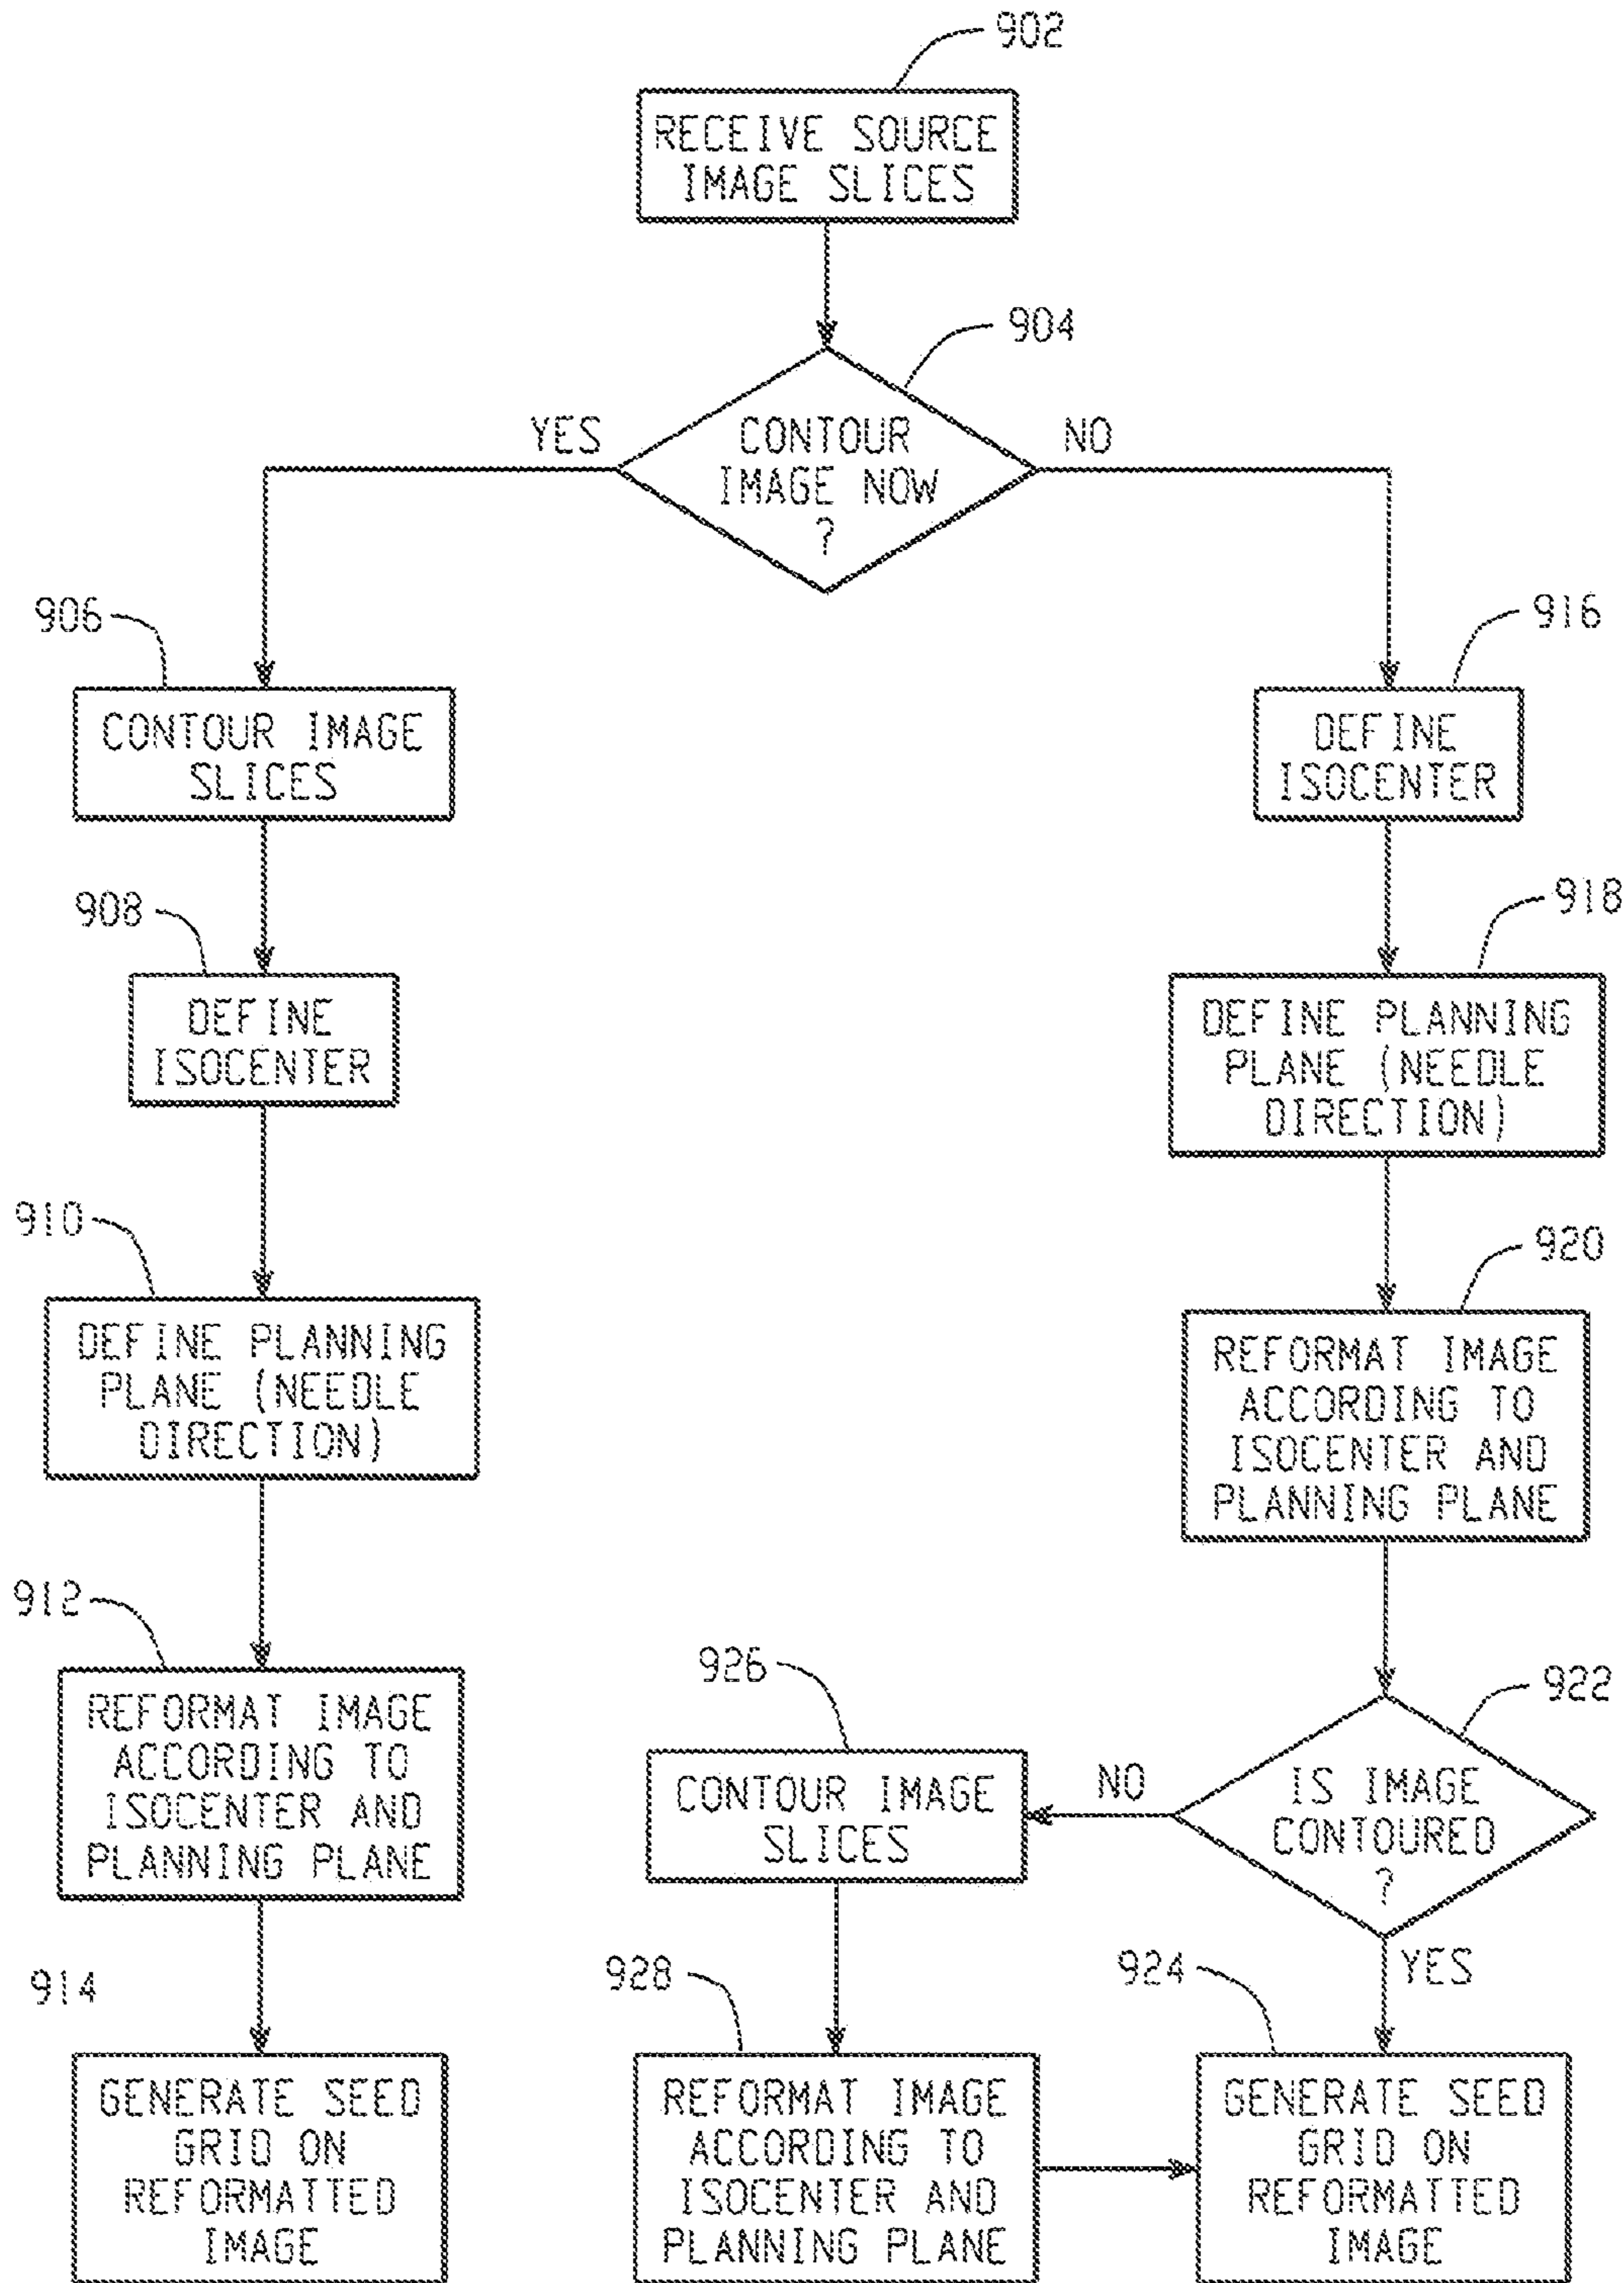 902
RECEIVE SOURCE
IMAGE SLICES
904
YES
CONTOUR
IMAGE NOW
?
NO
906
CONTOUR IMAGE
SLICES
908
DEFINE
ISOCENTER
910
DEFINE PLANNING
PLANE (NEEDLE
DIRECTION)
912
REFORMAT IMAGE
ACCORDING TO
ISOCENTER AND
PLANNING PLANE
914
GENERATE SEED
GRID ON
REFORMATTED
IMAGE
916
DEFINE
ISOCENTER
918
DEFINE PLANNING
PLANE (NEEDLE
DIRECTION)
920
REFORMAT IMAGE
ACCORDING TO
ISOCENTER AND
PLANNING PLANE
922
IS IMAGE
CONTOURED
?
NO
YES
926
CONTOUR IMAGE
SLICES
928
REFORMAT IMAGE
ACCORDING TO
ISOCENTER AND
PLANNING PLANE
924
GENERATE SEED
GRID ON
REFORMATTED
IMAGE